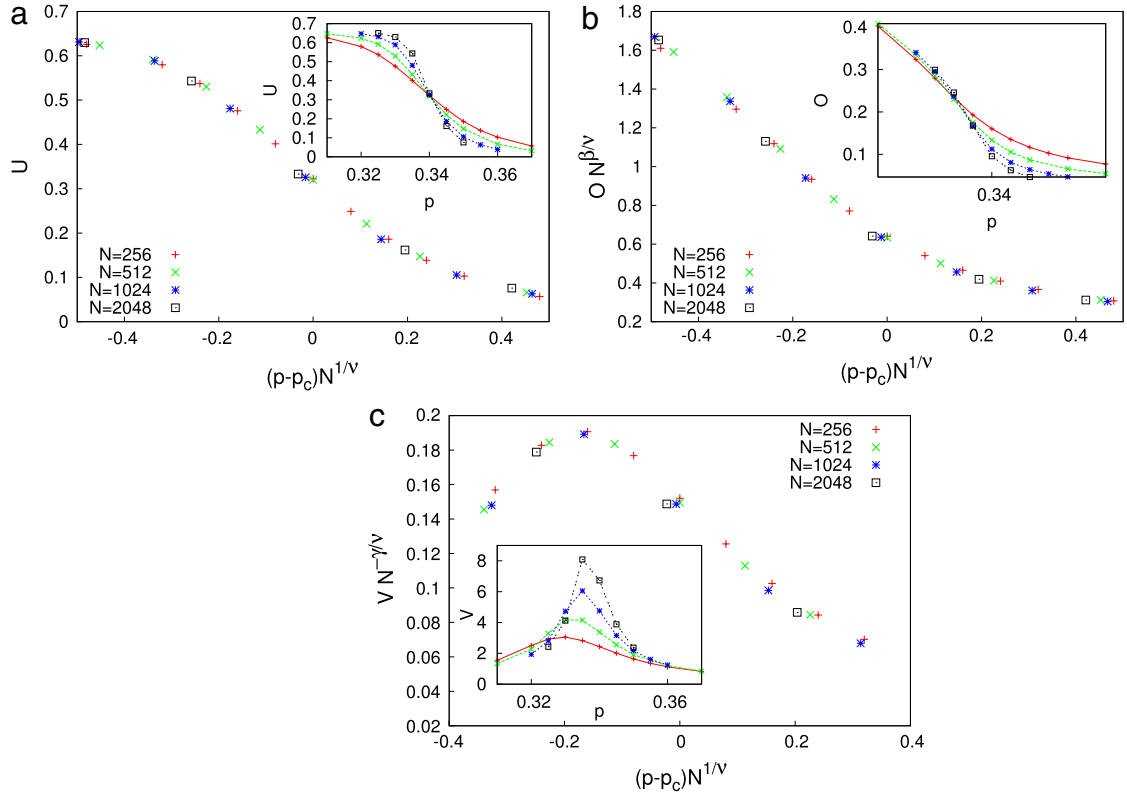 a
U
0.7
0.6
0.5
0.4
0.3
0.2
0.1
0
-0.4
-0.2
0
0.2
0.4
(p-p_c)N^{1/ν}
N=256
N=512
N=1024
N=2048
U
0.7
0.6
0.5
0.4
0.3
0.2
0.1
0
0.32
0.34
0.36
p
b
O N^{β/ν}
1.8
1.6
1.4
1.2
1
0.8
0.6
0.4
0.2
-0.4
-0.2
0
0.2
0.4
(p-p_c)N^{1/ν}
N=256
N=512
N=1024
N=2048
O
0.4
0.3
0.2
0.1
0.34
p
c
V N^{-γ/ν}
0.2
0.18
0.16
0.14
0.12
0.1
0.08
0.06
0.04
0.02
-0.4
-0.2
0
0.2
0.4
(p-p_c)N^{1/ν}
N=256
N=512
N=1024
N=2048
V
8
6
4
2
0
0.32
0.36
p